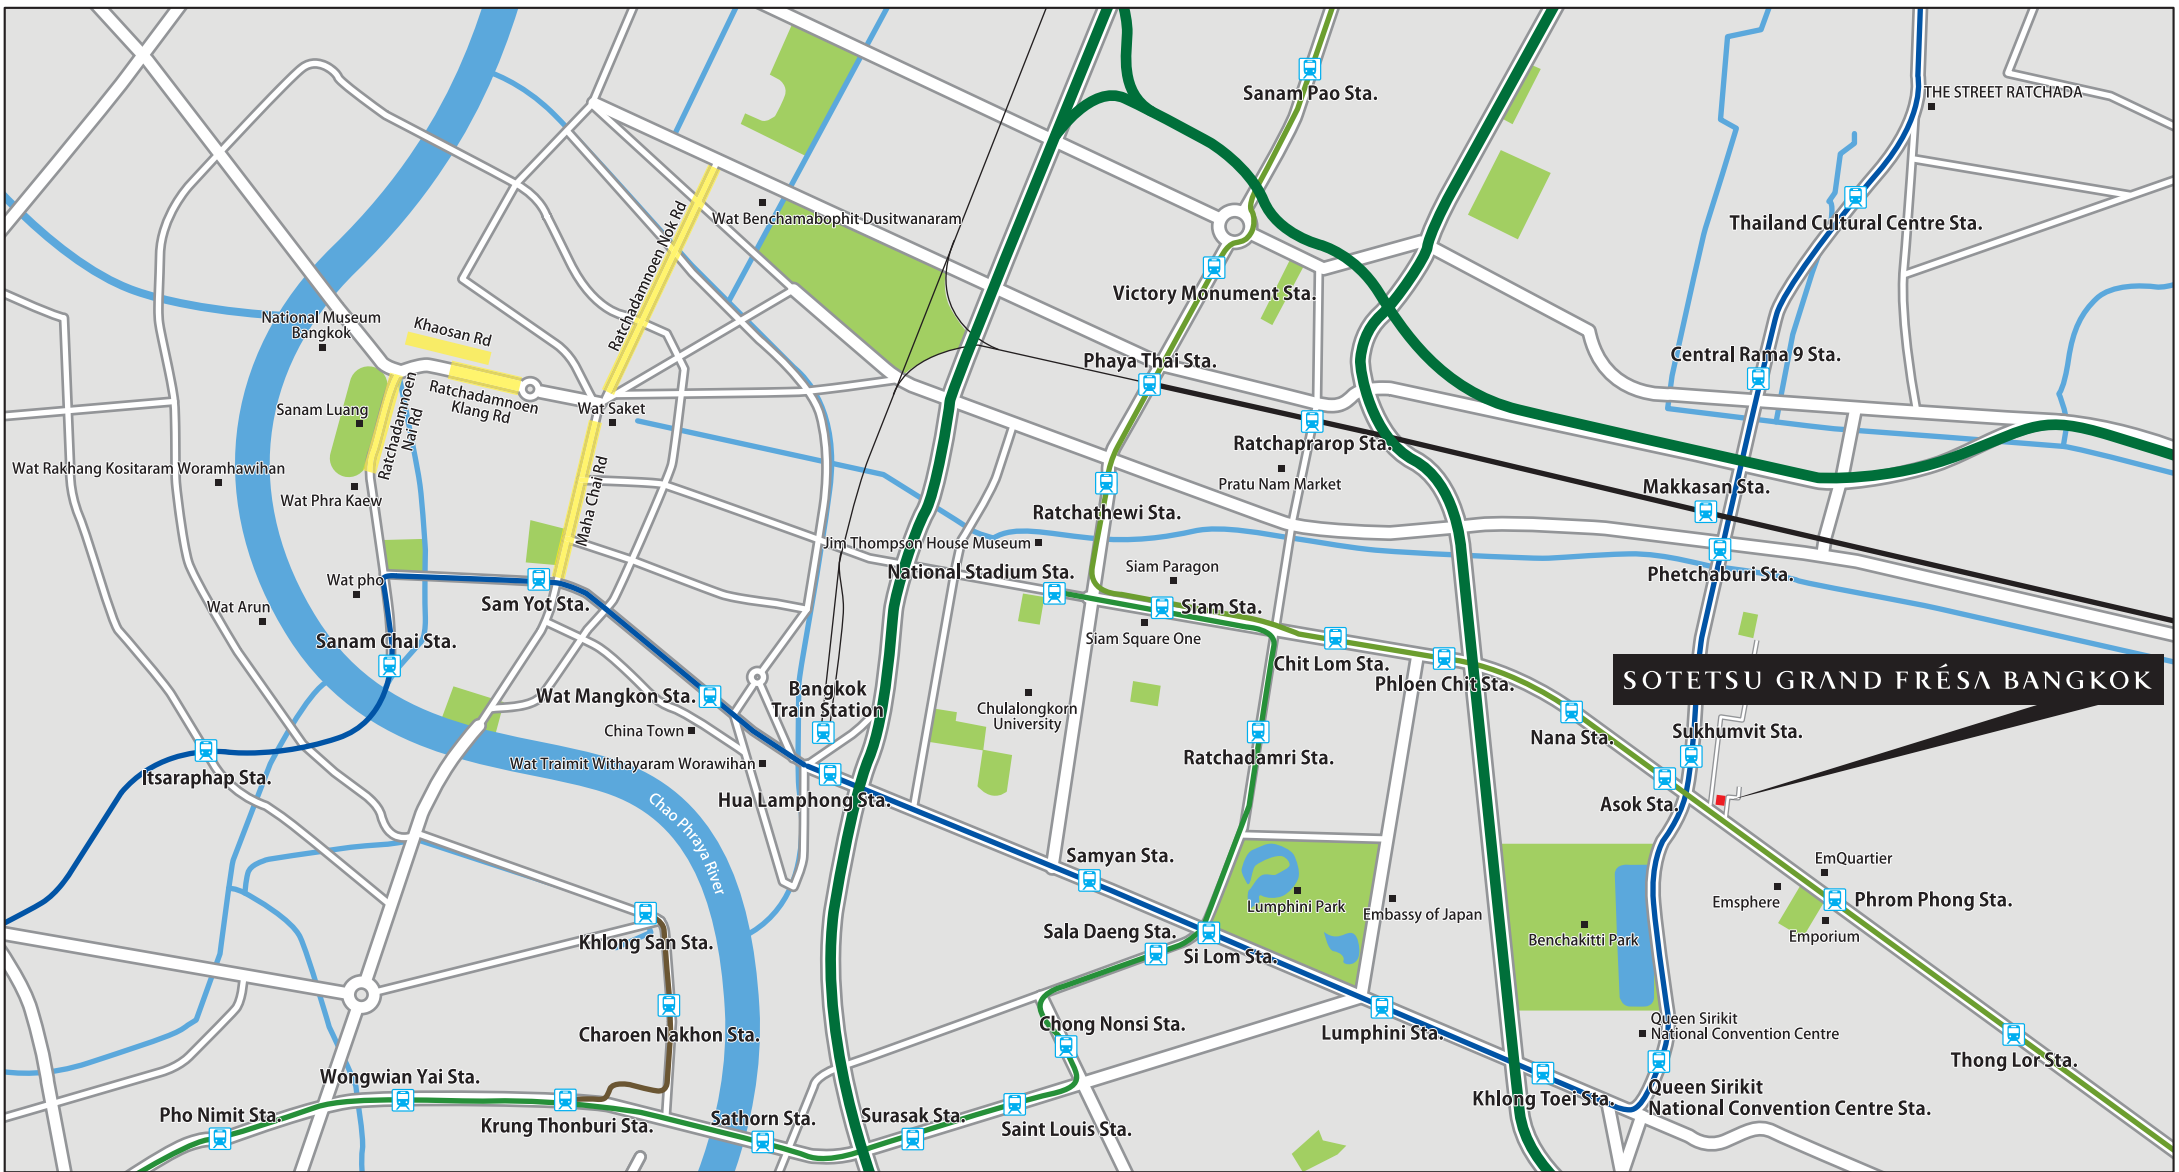 Sanam Pao Sta.
THE STREET RATCHADA
Wat Benchamabophit Dusitwanaram
Thailand Cultural Centre Sta.
Ratchadamnoen Nok Rd
Victory Monument Sta.
National Museum
Bangkok
Khaosan Rd
Phaya Thai Sta.
Central Rama 9 Sta.
Ratchadamnoen
Klang Rd
Sanam Luang
Ratchadamnoen
Nai Rd
Wat Saket
Ratchaprarop Sta.
Wat Rakhang Kositaram Woramhawihan
Wat Phra Kaew
Maha Chai Rd
Pratu Nam Market
Makkasan Sta.
Ratchathewi Sta.
Jim Thompson House Museum
National Stadium Sta.
Siam Paragon
Phetchaburi Sta.
Wat pho
Sam Yot Sta.
Wat Arun
Siam Sta.
Siam Square One
Sanam Chai Sta.
Chit Lom Sta.
Phloen Chit Sta.
SOTETSU GRAND FRÉSA BANGKOK
Wat Mangkon Sta.
Bangkok
Train Station
Chulalongkorn
University
China Town
Nana Sta.
Sukhumvit Sta.
Ratchadamri Sta.
Wat Traimit Withayaram Worawihan
Itsaraphap Sta.
Hua Lamphong Sta.
Asok Sta.
Chao Phraya River
Samyan Sta.
EmQuartier
Emsphere
Phrom Phong Sta.
Lumphini Park
Embassy of Japan
Emporium
Khlong San Sta.
Sala Daeng Sta.
Si Lom Sta.
Benchakitti Park
Charoen Nakhon Sta.
Chong Nonsi Sta.
Lumphini Sta.
Queen Sirikit
National Convention Centre
Thong Lor Sta.
Wongwian Yai Sta.
Khlong Toei Sta.
Queen Sirikit
National Convention Centre Sta.
Pho Nimit Sta.
Krung Thonburi Sta.
Sathorn Sta.
Surasak Sta.
Saint Louis Sta.